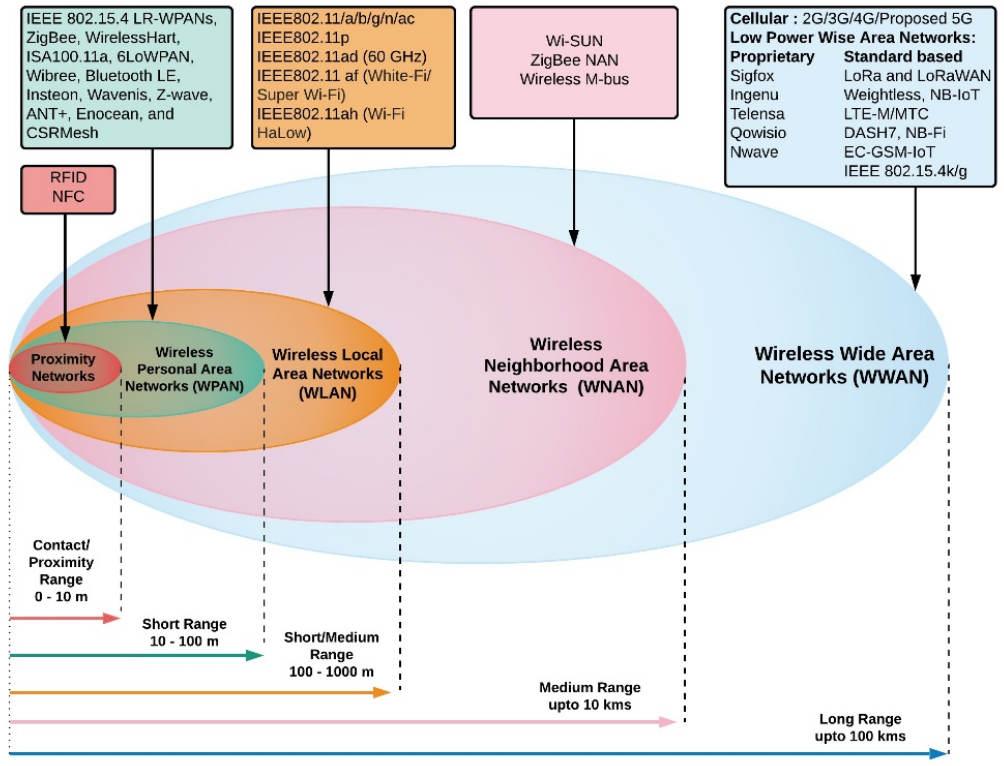 IEEE 802.15.4 LR-WPANs,
ZigBee, WirelessHart,
ISA100.11a, 6LoWPAN,
Wibree, Bluetooth LE,
Insteon, Wavenis, Z-wave,
ANT+, Enocean, and
CSRMesh
IEEE802.11/a/b/g/n/ac
IEEE802.11p
IEEE802.11ad (60 GHz)
IEEE802.11 af (White-Fi/
Super Wi-Fi)
IEEE802.11ah (Wi-Fi
HaLow)
Wi-SUN
ZigBee NAN
Wireless M-bus
Cellular : 2G/3G/4G/Proposed 5G
Low Power Wise Area Networks:
Proprietary Standard based
Sigfox LoRa and LoRaWAN
Ingenu Weightless, NB-IoT
Telensa LTE-M/MTC
Qowisio DASH7, NB-Fi
Nwave EC-GSM-IoT
IEEE 802.15.4k/g
RFID
NFC
Proximity
Networks
Wireless
Personal Area
Networks (WPAN)
Wireless Local
Area Networks
(WLAN)
Wireless
Neighborhood Area
Networks (WNAN)
Wireless Wide Area
Networks (WWAN)
Contact/
Proximity
Range
0 - 10 m
Short Range
10 - 100 m
Short/Medium
Range
100 - 1000 m
Medium Range
upto 10 kms
Long Range
upto 100 kms